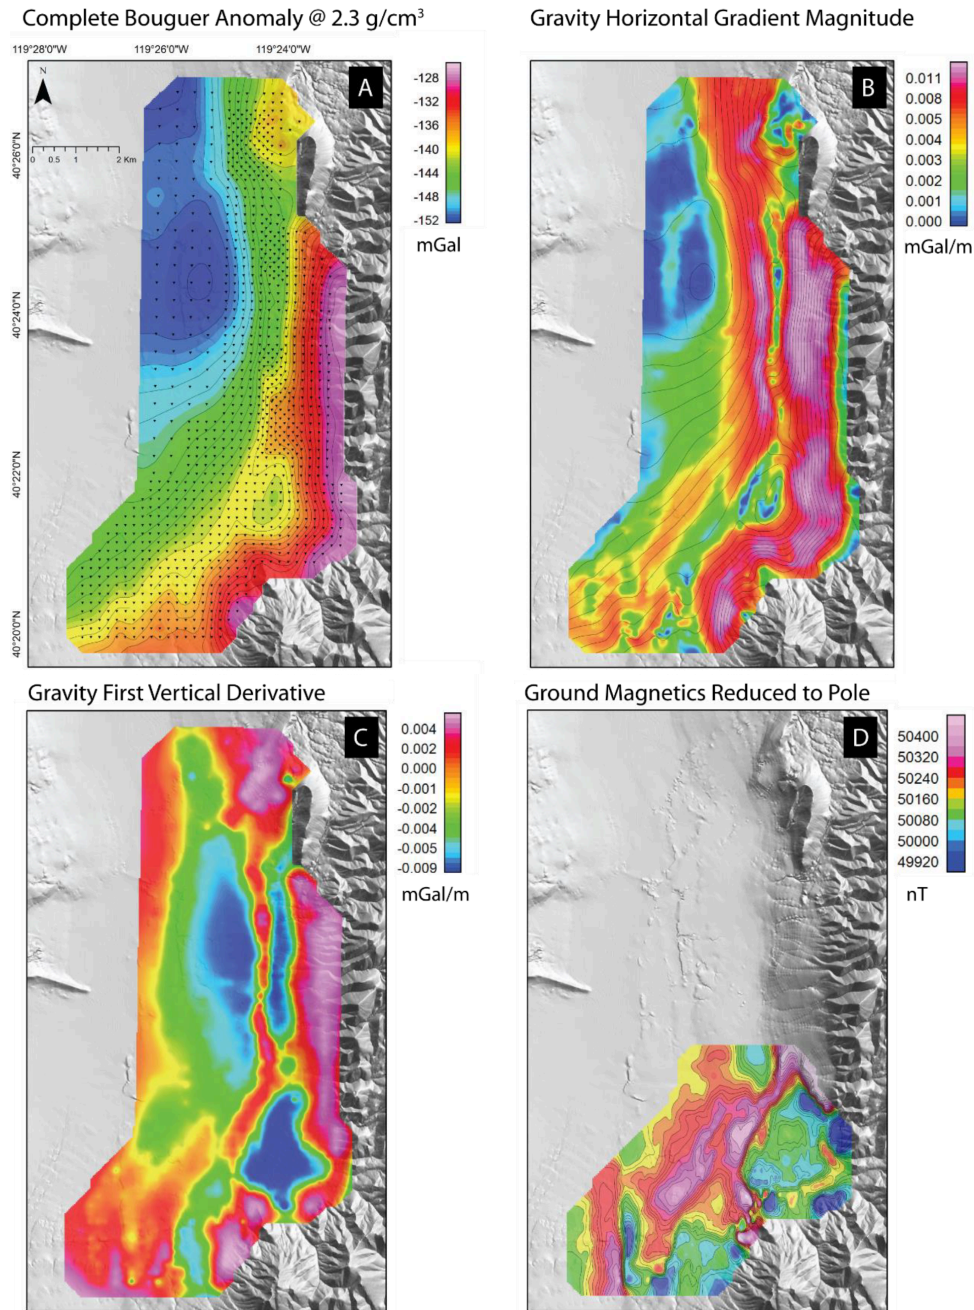 Complete Bouguer Anomaly @ 2.3 g/cm³
Gravity Horizontal Gradient Magnitude
119°28'0"W 119°26'0"W 119°24'0"W
N
0 0.5 1 2 Km
40°26'0"N
40°24'0"N
40°22'0"N
40°20'0"N
A
-128
-132
-136
-140
-144
-148
-152
mGal
B
0.011
0.008
0.005
0.003
0.002
0.001
0.000
mGal/m
Gravity First Vertical Derivative
Ground Magnetics Reduced to Pole
C
0.004
0.002
0.000
-0.001
-0.002
-0.004
-0.005
-0.009
mGal/m
D
50400
50320
50240
50160
50080
50000
49920
nT